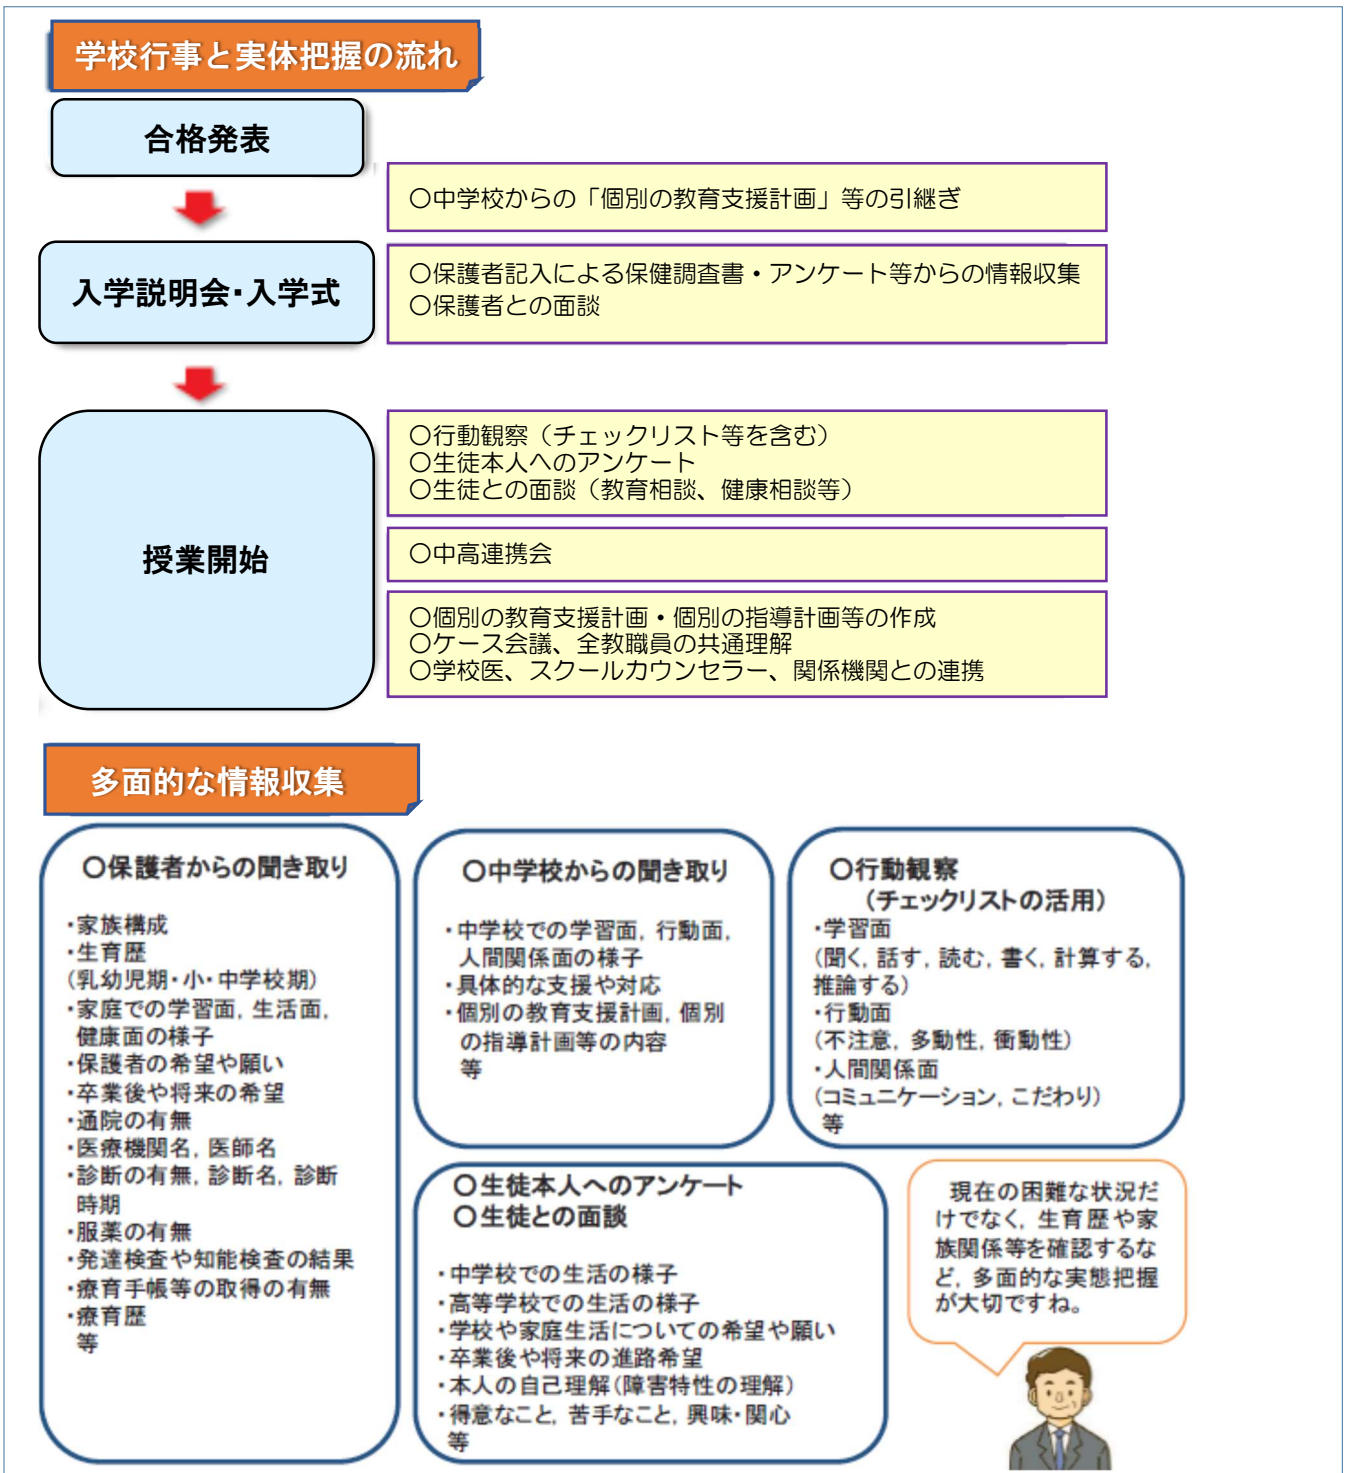 学校行事と実体把握の流れ
合格発表
〇中学校からの「個別の教育支援計画」等の引継ぎ
入学説明会・入学式
〇保護者記入による保健調査書・アンケート等からの情報収集
〇保護者との面談
授業開始
〇行動観察（チェックリスト等を含む）
〇生徒本人へのアンケート
〇生徒との面談（教育相談、健康相談等）
〇中高連携会
〇個別の教育支援計画・個別の指導計画等の作成
〇ケース会議、全教職員の共通理解
〇学校医、スクールカウンセラー、関係機関との連携
多面的な情報収集
〇保護者からの聞き取り
・家族構成
・生育歴
（乳幼児期・小・中学校期）
・家庭での学習面，生活面，
健康面の様子
・保護者の希望や願い
・卒業後や将来の希望
・通院の有無
・医療機関名，医師名
・診断の有無，診断名，診断
時期
・服薬の有無
・発達検査や知能検査の結果
・療育手帳等の取得の有無
・療育歴
等
〇中学校からの聞き取り
・中学校での学習面，行動面，
人間関係面の様子
・具体的な支援や対応
・個別の教育支援計画，個別
の指導計画等の内容
等
〇行動観察
（チェックリストの活用）
・学習面
（聞く，話す，読む，書く，計算する，
推論する）
・行動面
（不注意，多動性，衝動性）
・人間関係面
（コミュニケーション，こだわり）
等
〇生徒本人へのアンケート
〇生徒との面談
・中学校での生活の様子
・高等学校での生活の様子
・学校や家庭生活についての希望や願い
・卒業後や将来の進路希望
・本人の自己理解（障害特性の理解）
・得意なこと，苦手なこと，興味・関心
等
現在の困難な状況だ
けでなく，生育歴や家
族関係等を確認するな
ど，多面的な実態把握
が大切ですね。